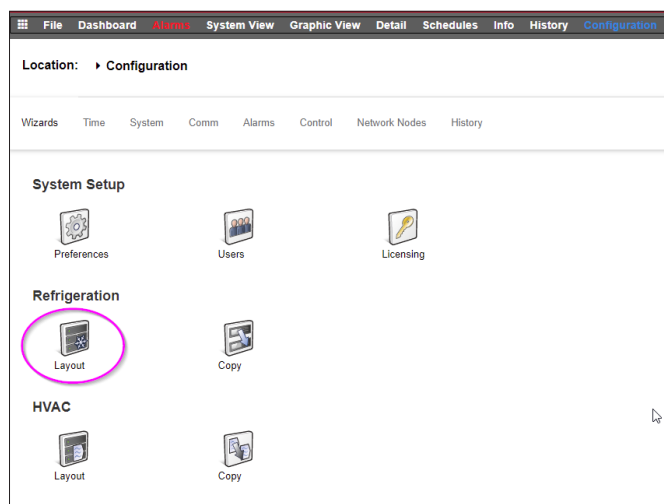 File Dashboard Alarms System View Graphic View Detail Schedules Info History Configuration
Location: Configuration
Wizards Time System Comm Alarms Control Network Nodes History
System Setup
Preferences Users Licensing
Refrigeration
Layout Copy
HVAC
Layout Copy